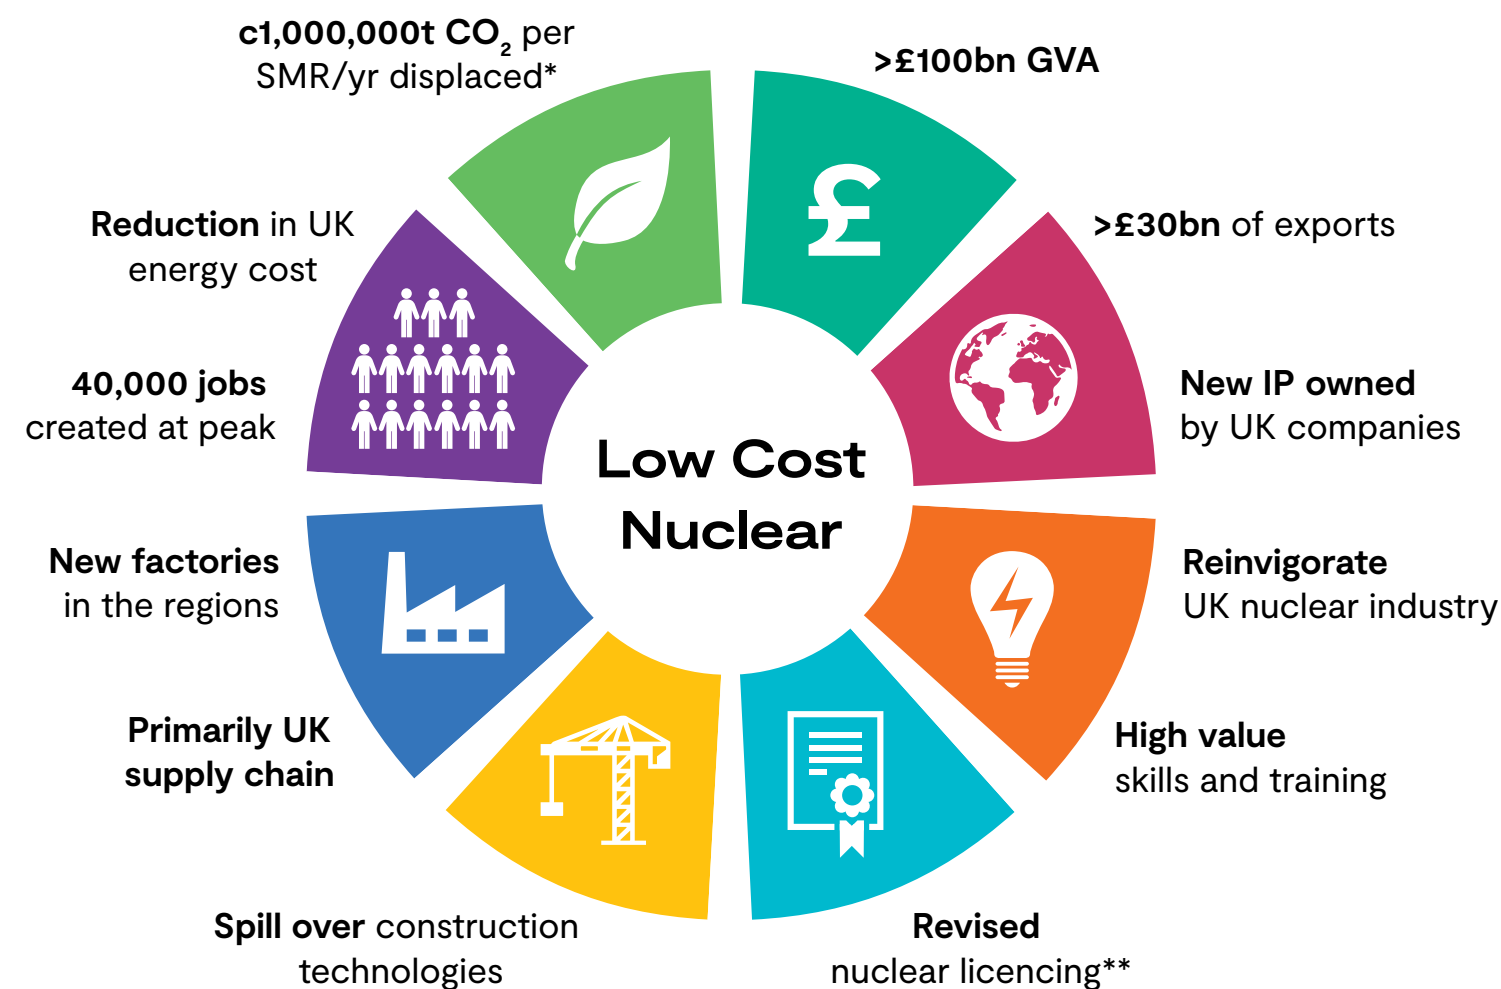 c1,000,000t CO₂ per
SMR/yr displaced*
>£100bn GVA
>£30bn of exports
New IP owned
by UK companies
Reinvigorate
UK nuclear industry
High value
skills and training
Revised
nuclear licencing**
Spill over construction
technologies
Primarily UK
supply chain
New factories
in the regions
40,000 jobs
created at peak
Reduction in UK
energy cost
£
Low Cost
Nuclear